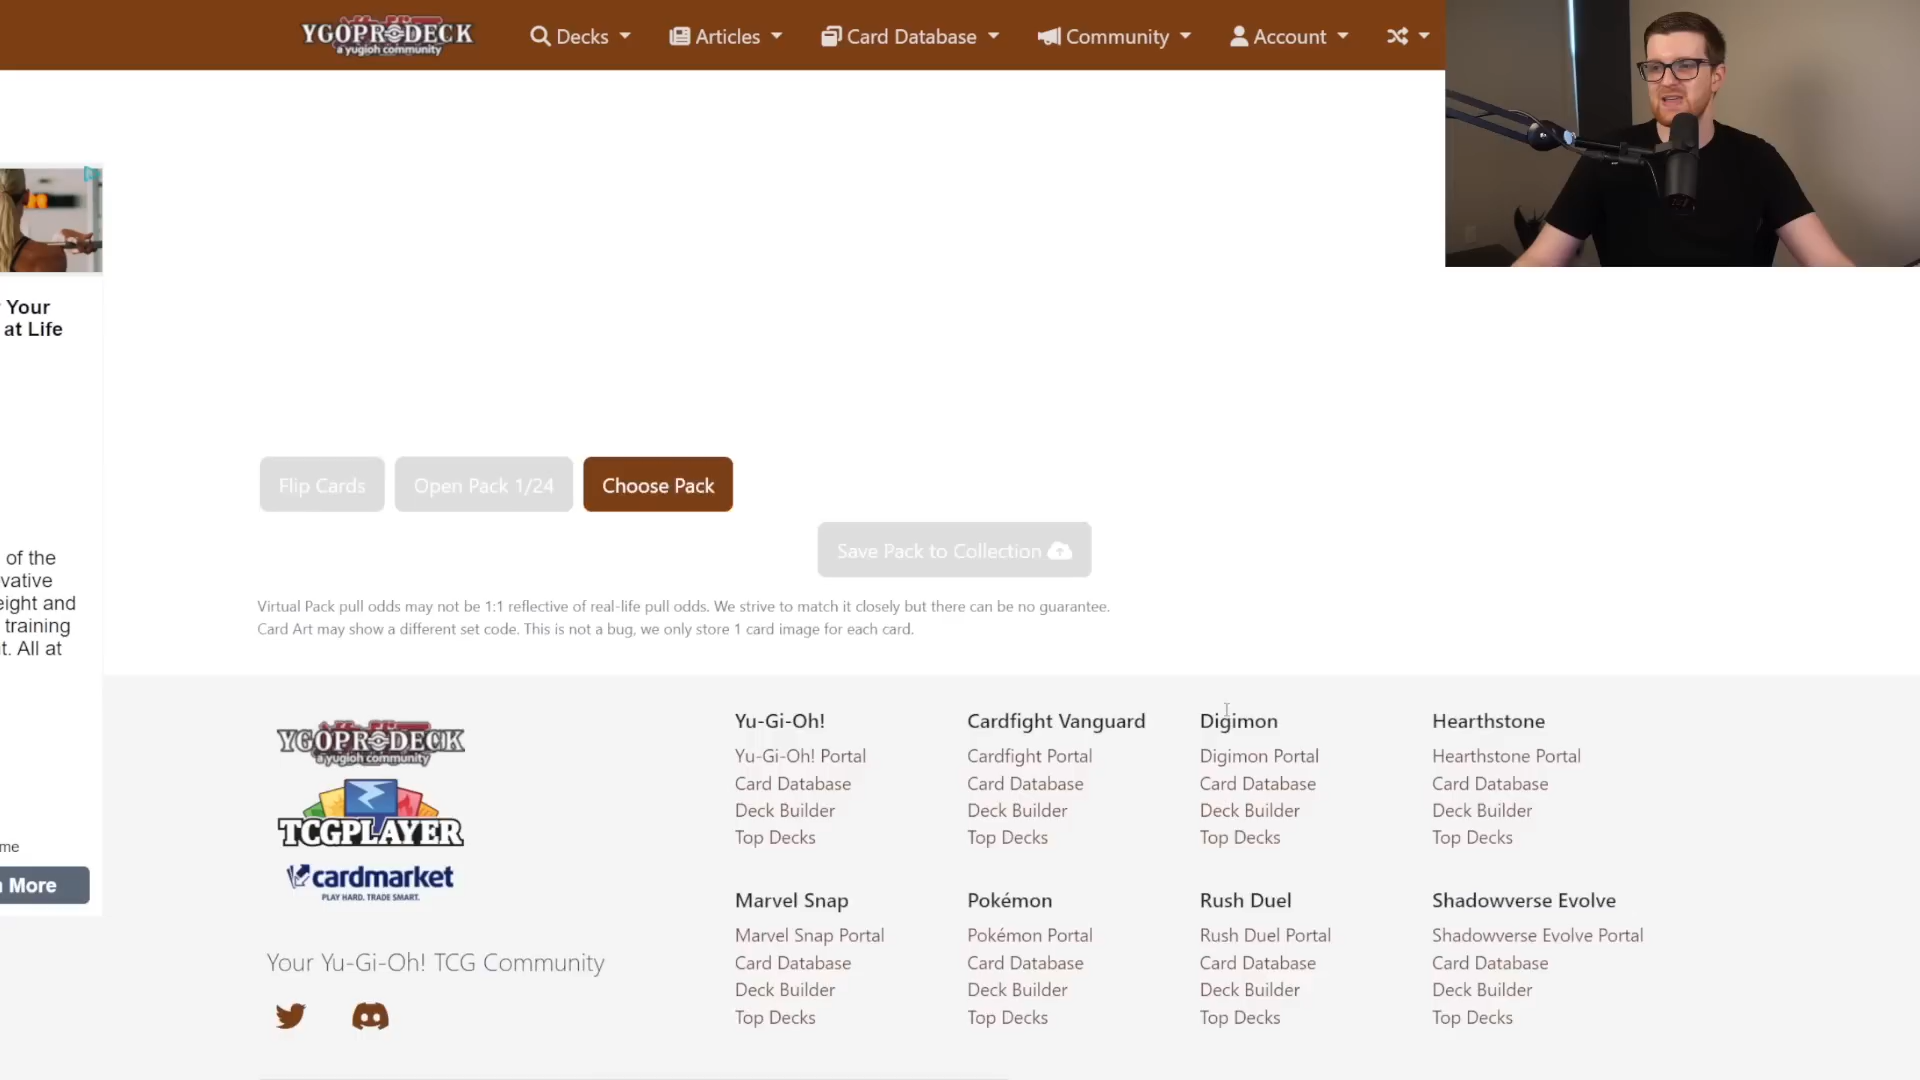 YGOPRODECK
a yugioh community
Decks
Articles
Card Database
Community
Account
Your
at Life
of the
vative
eight and
training
t. All at
me
More
Flip Cards
Open Pack 1/24
Choose Pack
Save Pack to Collection
Virtual Pack pull odds may not be 1:1 reflective of real-life pull odds. We strive to match it closely but there can be no guarantee.
Card Art may show a different set code. This is not a bug, we only store 1 card image for each card.
YGOPRODECK
a yugioh community
TCGPLAYER
cardmarket
PLAY HARD. TRADE SMART.
Your Yu-Gi-Oh! TCG Community
Yu-Gi-Oh!
Yu-Gi-Oh! Portal
Card Database
Deck Builder
Top Decks
Cardfight Vanguard
Cardfight Portal
Card Database
Deck Builder
Top Decks
Digimon
Digimon Portal
Card Database
Deck Builder
Top Decks
Hearthstone
Hearthstone Portal
Card Database
Deck Builder
Top Decks
Marvel Snap
Marvel Snap Portal
Card Database
Deck Builder
Top Decks
Pokémon
Pokémon Portal
Card Database
Deck Builder
Top Decks
Rush Duel
Rush Duel Portal
Card Database
Deck Builder
Top Decks
Shadowverse Evolve
Shadowverse Evolve Portal
Card Database
Deck Builder
Top Decks